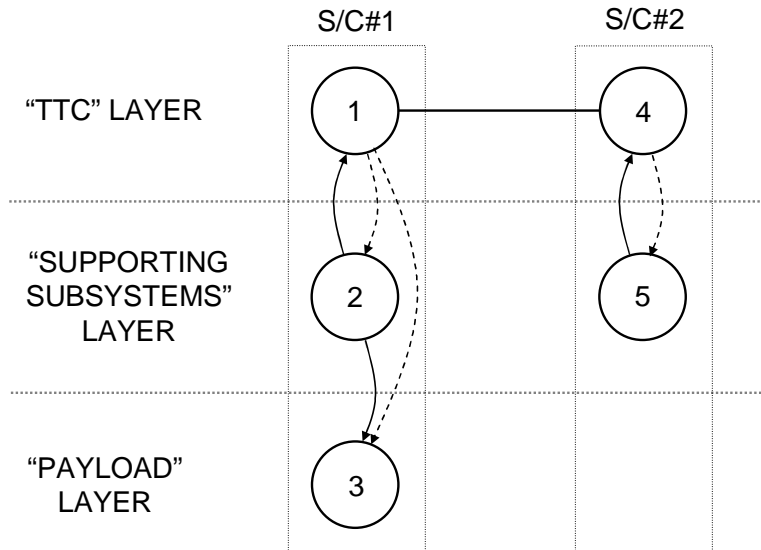 S/C#1
S/C#2
“TTC” LAYER
1
4
“SUPPORTING
SUBSYSTEMS”
LAYER
2
5
“PAYLOAD”
LAYER
3